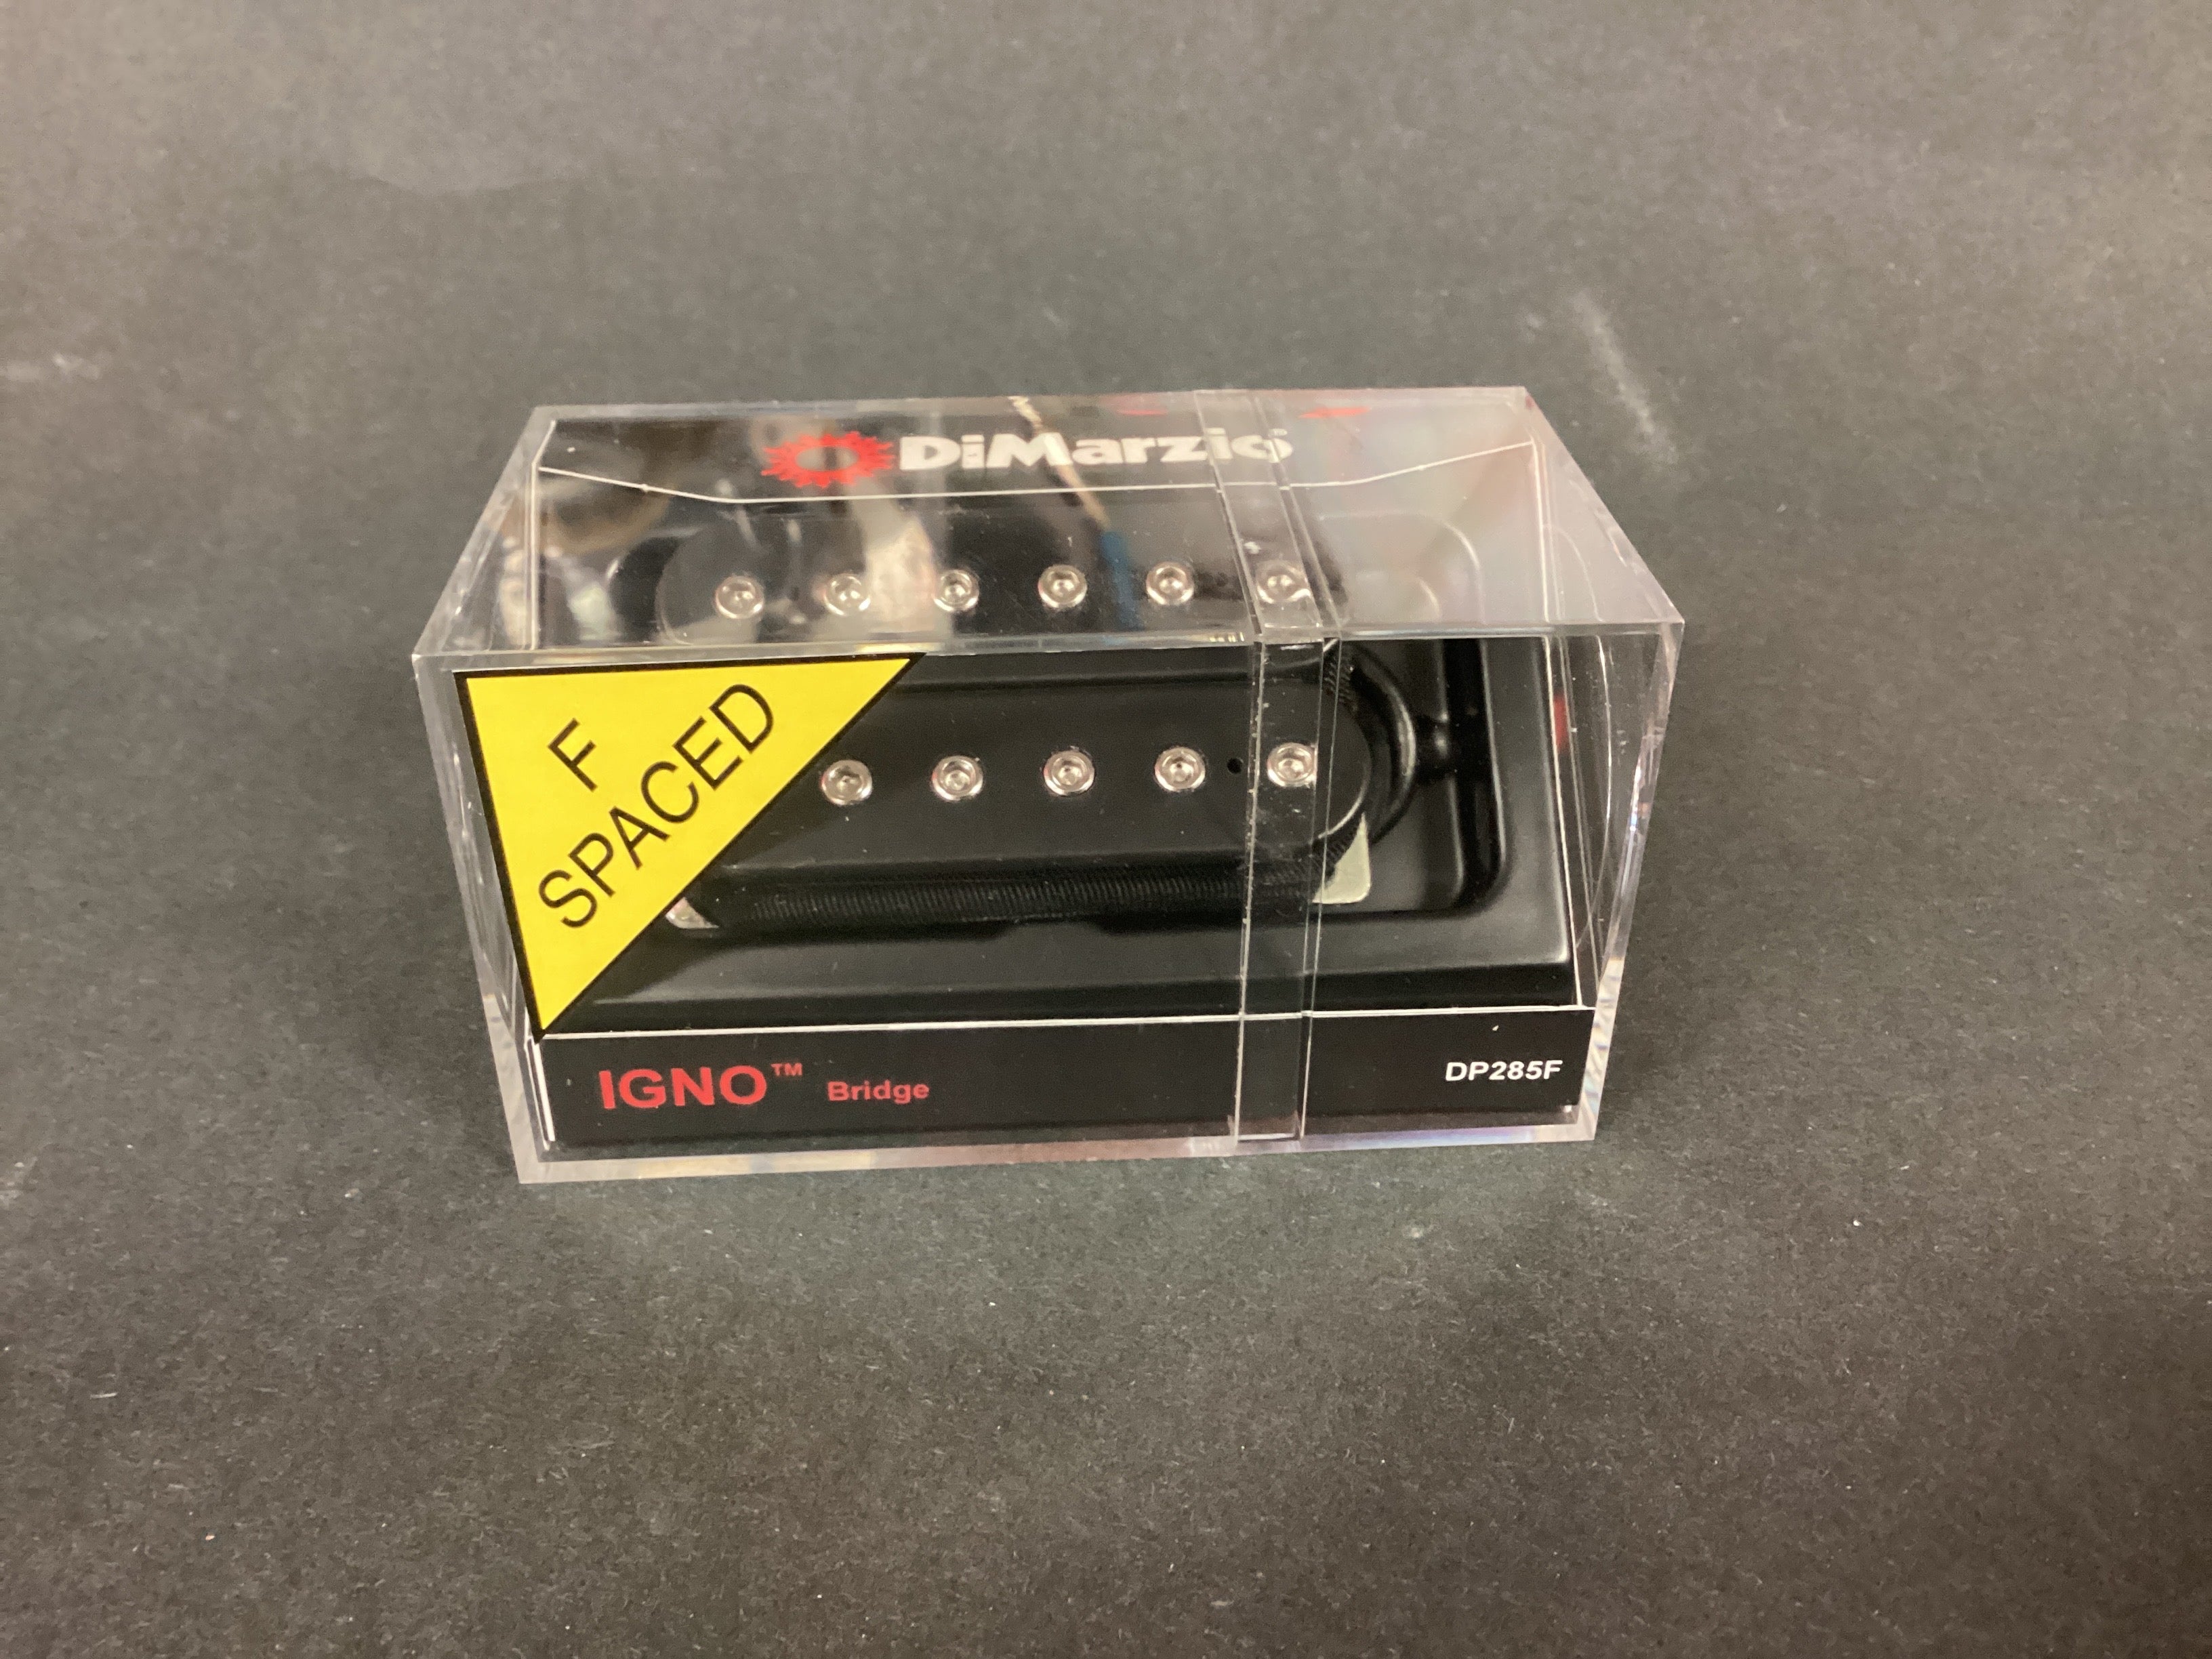 DiMarzio®
F
SPACED
IGNO™ Bridge
DP285F